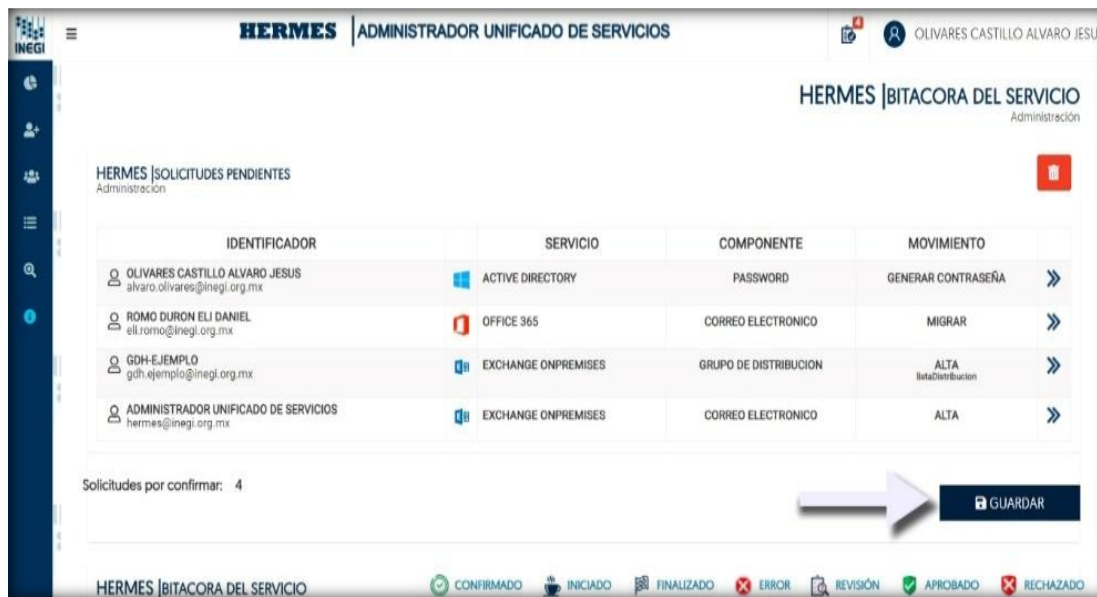 INEGI
HERMES | ADMINISTRADOR UNIFICADO DE SERVICIOS
4
OLIVARES CASTILLO ALVARO JESU
HERMES |BITACORA DEL SERVICIO
Administración
HERMES |SOLICITUDES PENDIENTES
Administración
IDENTIFICADOR SERVICIO COMPONENTE MOVIMIENTO
OLIVARES CASTILLO ALVARO JESUS
alvaro.olivares@inegi.org.mx
ACTIVE DIRECTORY PASSWORD GENERAR CONTRASEÑA
ROMO DURON ELI DANIEL
eli.romo@inegi.org.mx
OFFICE 365 CORREO ELECTRONICO MIGRAR
GDH-EJEMPLO
gdh.ejemplo@inegi.org.mx
EXCHANGE ONPREMISES GRUPO DE DISTRIBUCION ALTA
listaDistribucion
ADMINISTRADOR UNIFICADO DE SERVICIOS
hermes@inegi.org.mx
EXCHANGE ONPREMISES CORREO ELECTRONICO ALTA
Solicitudes por confirmar: 4
GUARDAR
HERMES |BITACORA DEL SERVICIO
CONFIRMADO INICIADO FINALIZADO ERROR REVISIÓN APROBADO RECHAZADO